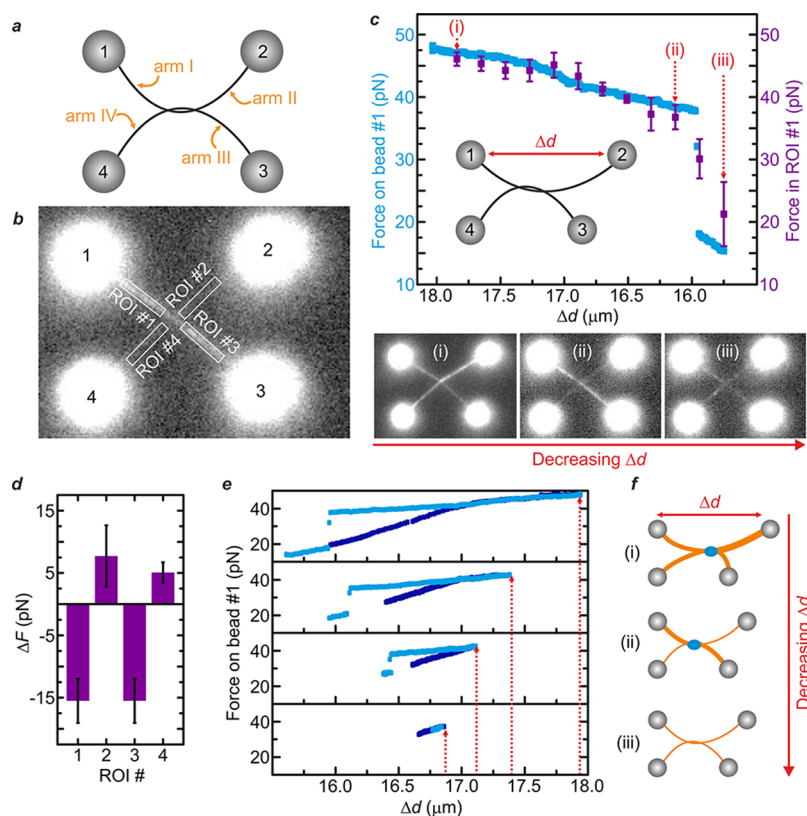 a
1
2
arm I
arm II
arm IV
arm III
4
3
b
1
2
ROI #2
ROI #1
ROI #3
ROI #4
4
3
c
Force on bead #1 (pN)
50
40
30
20
10
(i)
(ii)
(iii)
1
Δd
2
4
3
50
40
30
20
10
Force in ROI #1 (pN)
18.0
17.5
17.0
16.5
16.0
Δd (μm)
(i)
(ii)
(iii)
Decreasing Δd
d
ΔF (pN)
15
5
-5
-15
1
2
3
4
ROI #
e
Force on bead #1 (pN)
40
20
40
20
40
20
40
20
16.0
16.5
17.0
17.5
18.0
Δd (μm)
f
Δd
(i)
(ii)
(iii)
Decreasing Δd